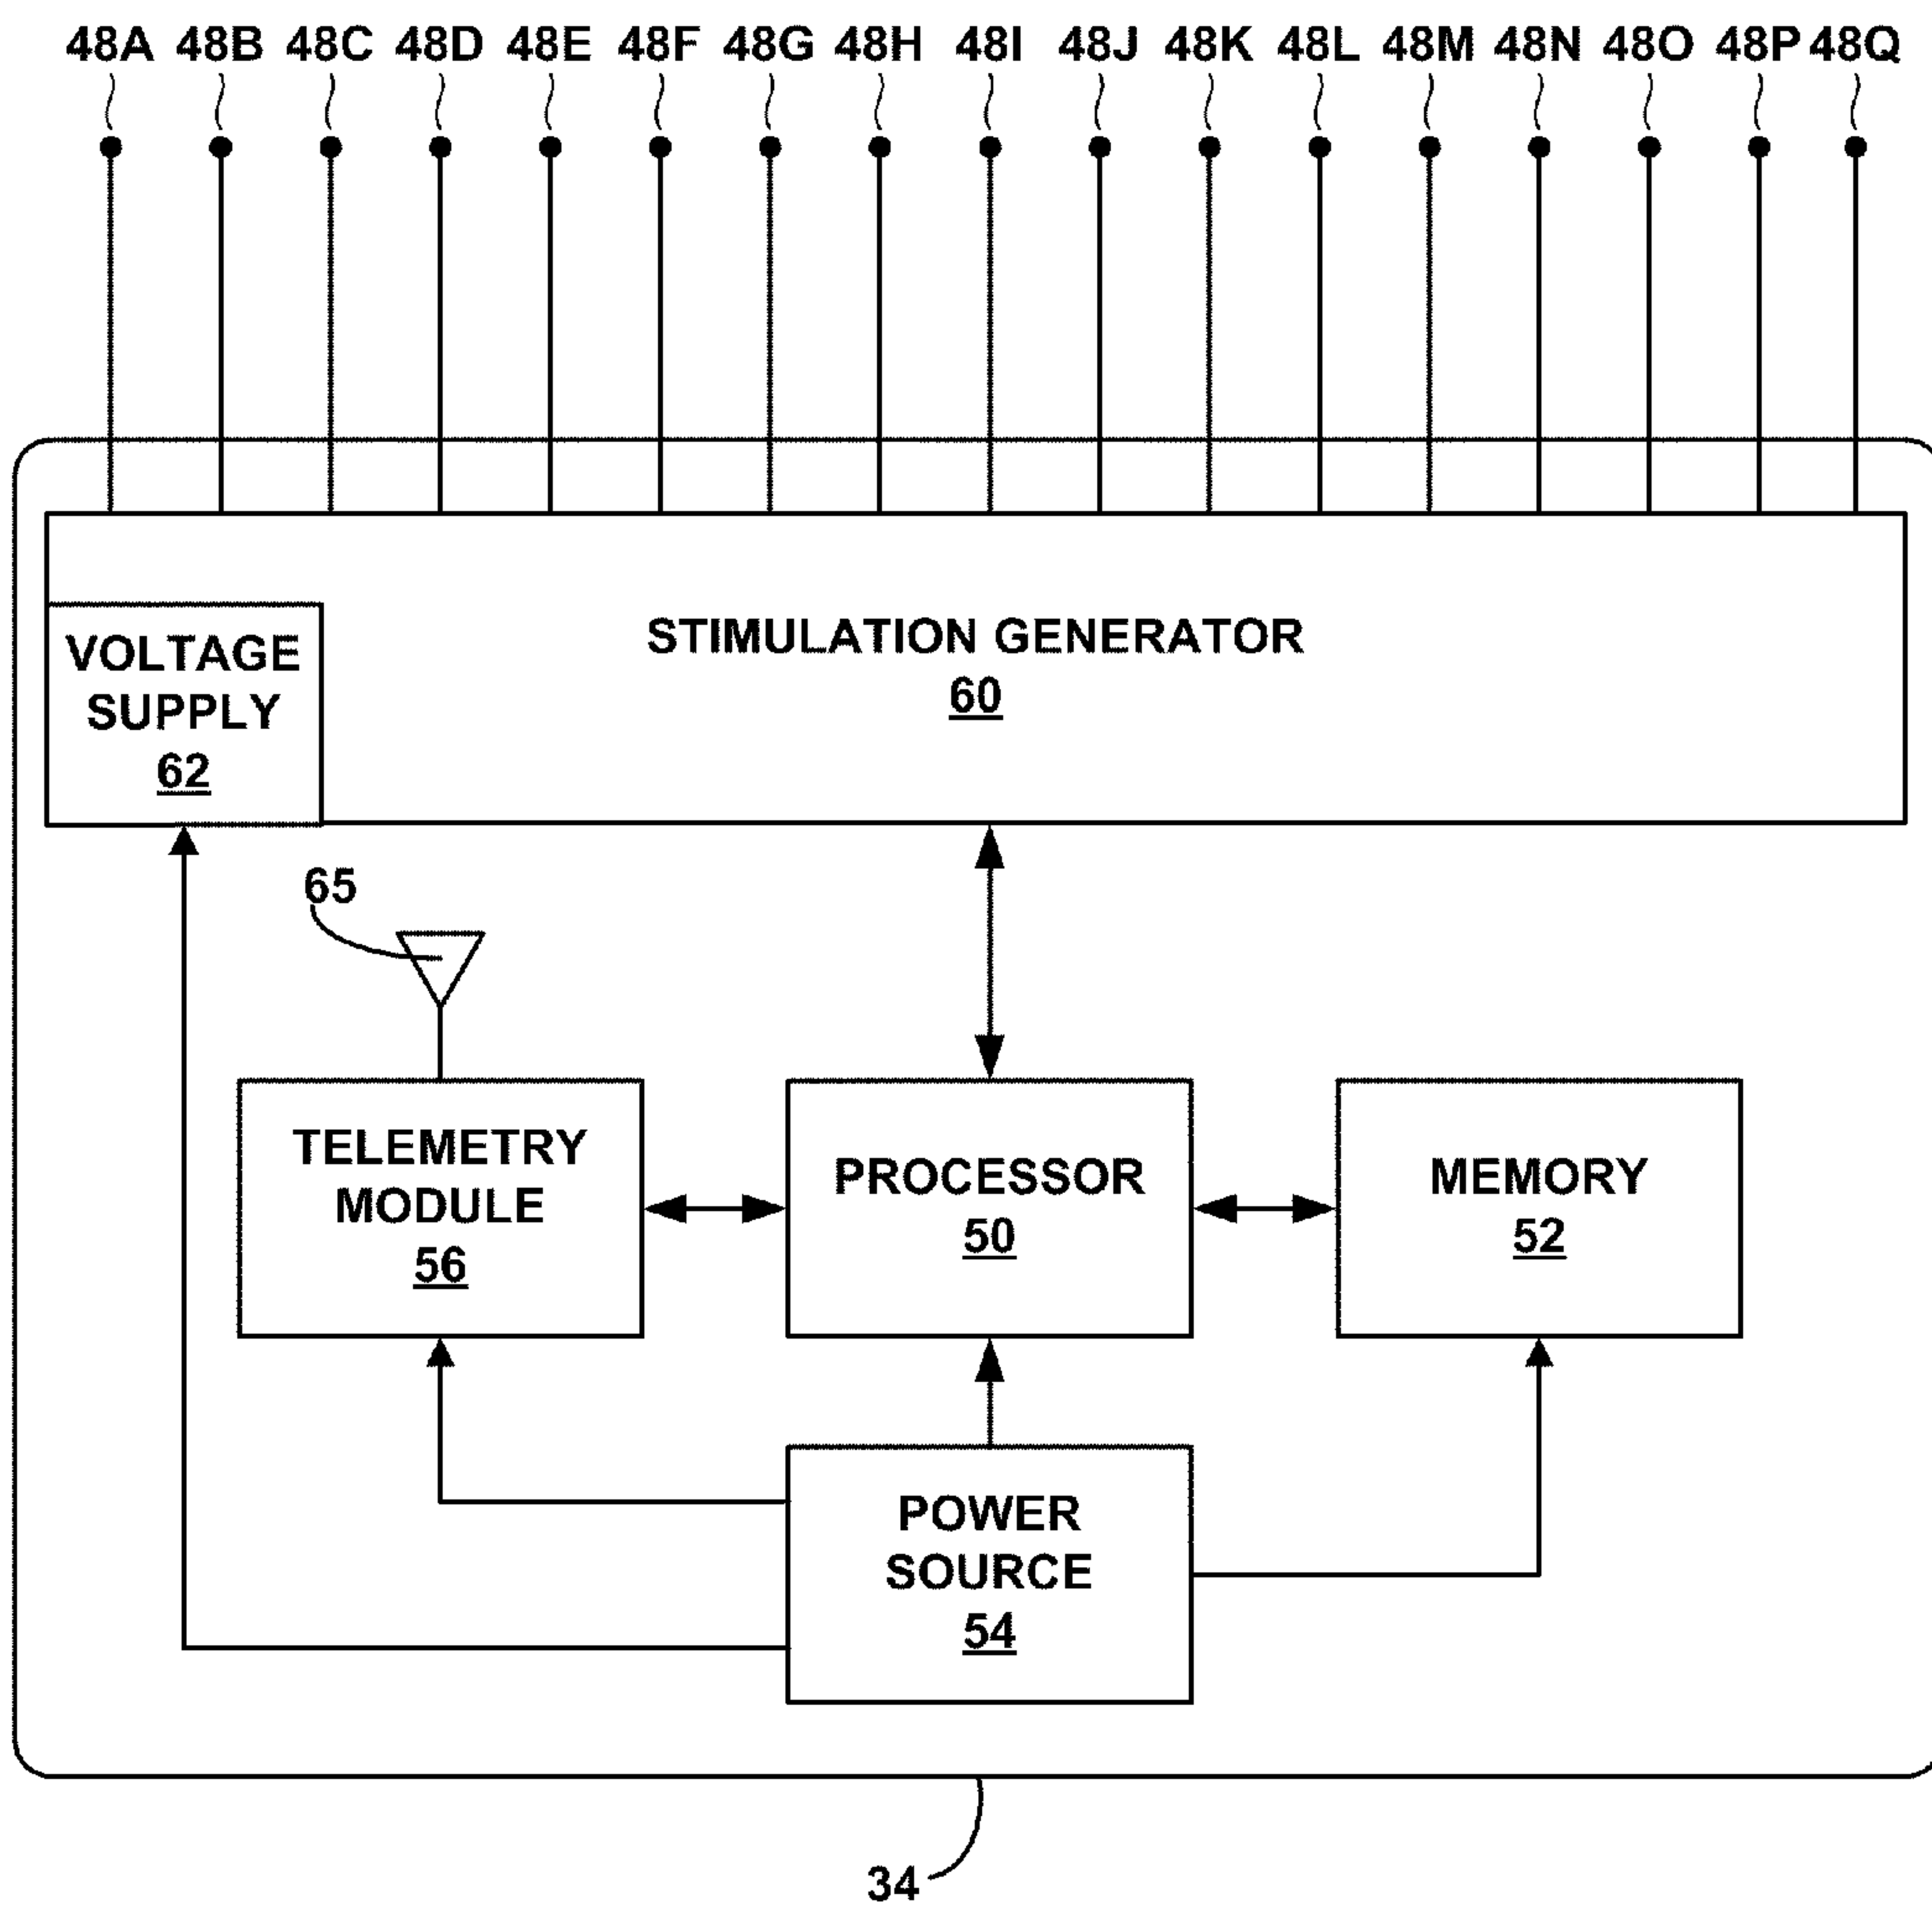 48A 48B 48C 48D 48E 48F 48G 48H 48I 48J 48K 48L 48M 48N 48O 48P 48Q
VOLTAGE
SUPPLY
62
STIMULATION GENERATOR
60
65
TELEMETRY
MODULE
56
PROCESSOR
50
MEMORY
52
POWER
SOURCE
54
34